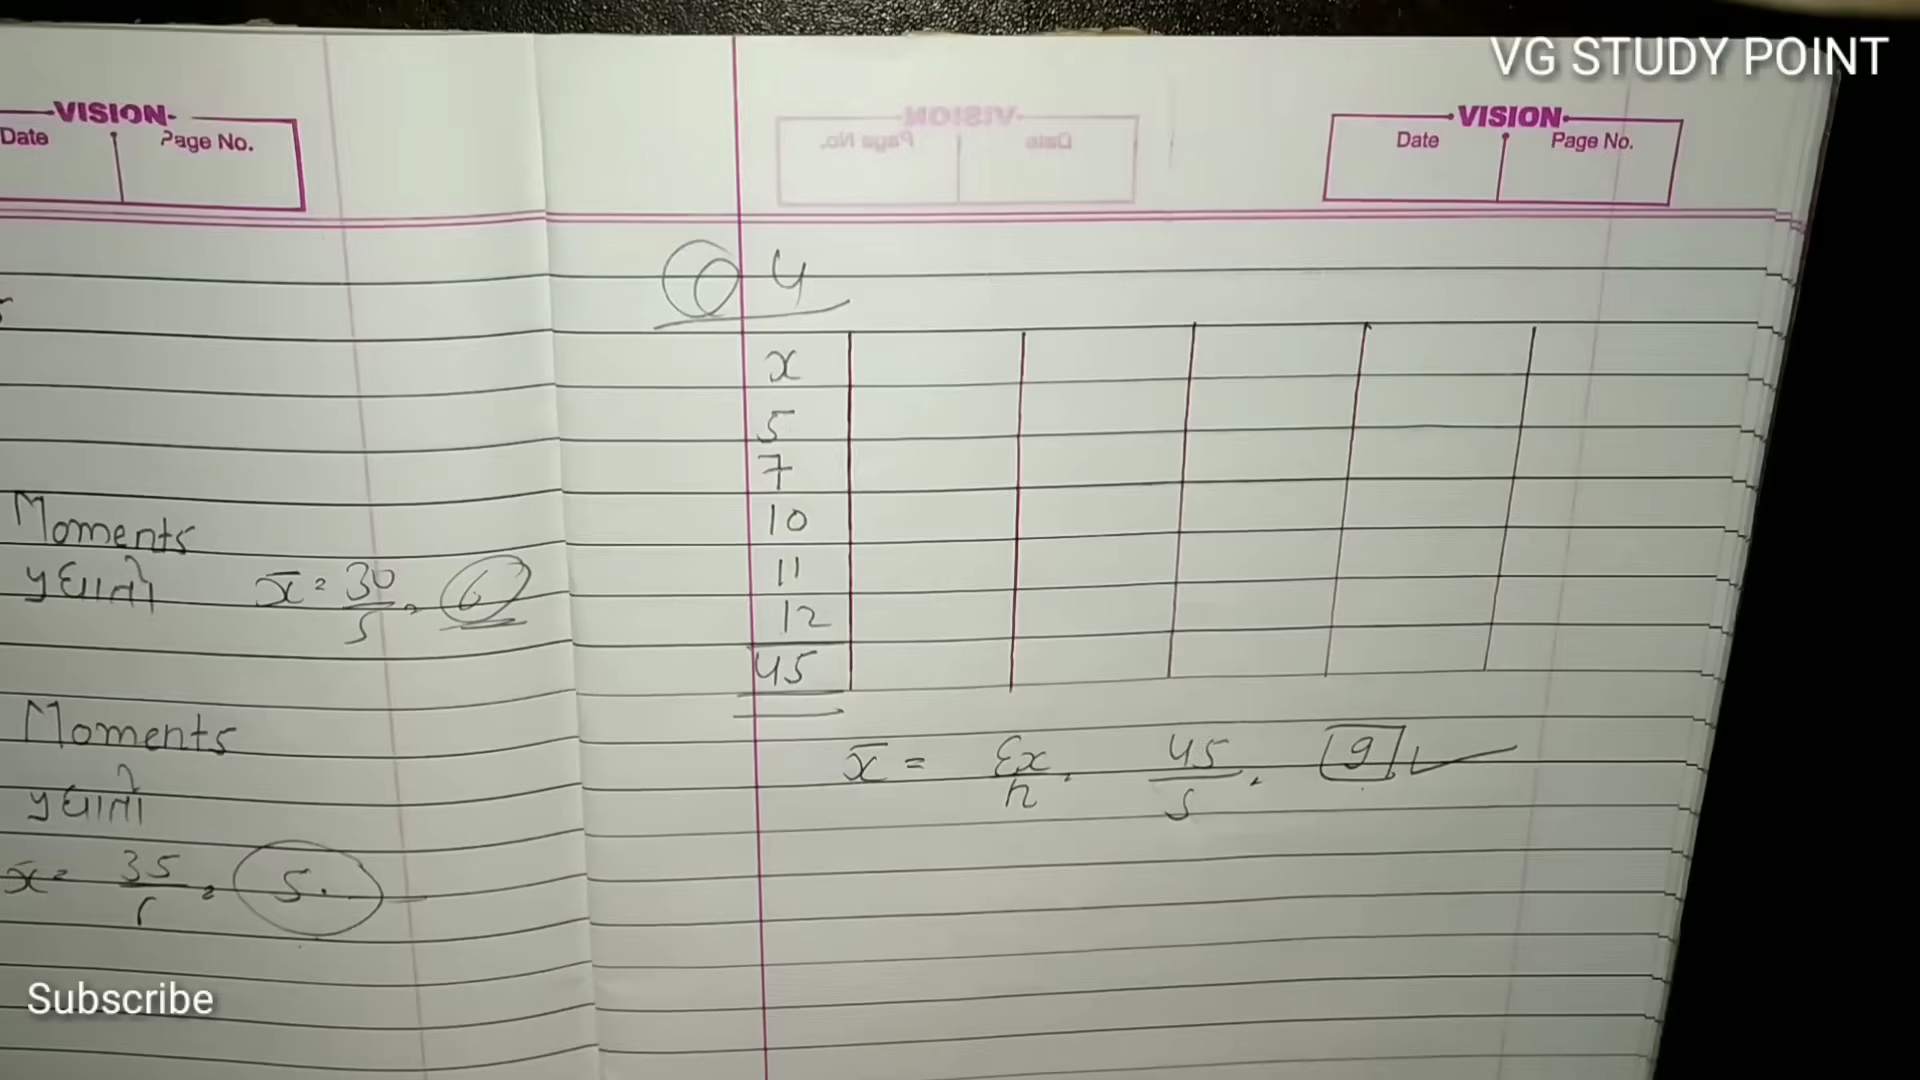 VG STUDY POINT
VISION
Date Page No.
VISION
Date Page No.
Q 4
x
5
7
10
11
12
45
x̄ = Σx/n = 45/5 = 9
Moments
x̄ = 30/5 = 6
Moments
x̄ = 35/ = 5.
Subscribe